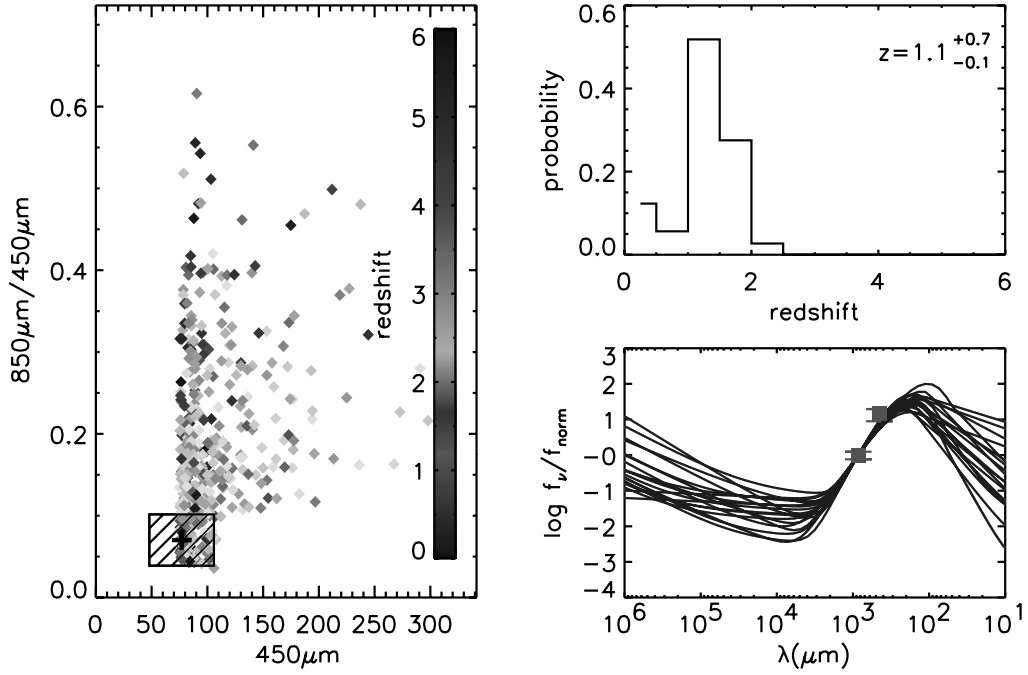 0.6
0.4
0.2
0.0
850μm/450μm
0 50 100 150 200 250 300
450μm
6
5
4
3
2
1
0
redshift
0.6
0.4
0.2
0.0
probability
z=1.1 +0.7 −0.1
0 2 4 6
redshift
3
2
1
−0
−1
−2
−3
−4
log fν/fnorm
10^6 10^5 10^4 10^3 10^2 10^1
λ(μm)